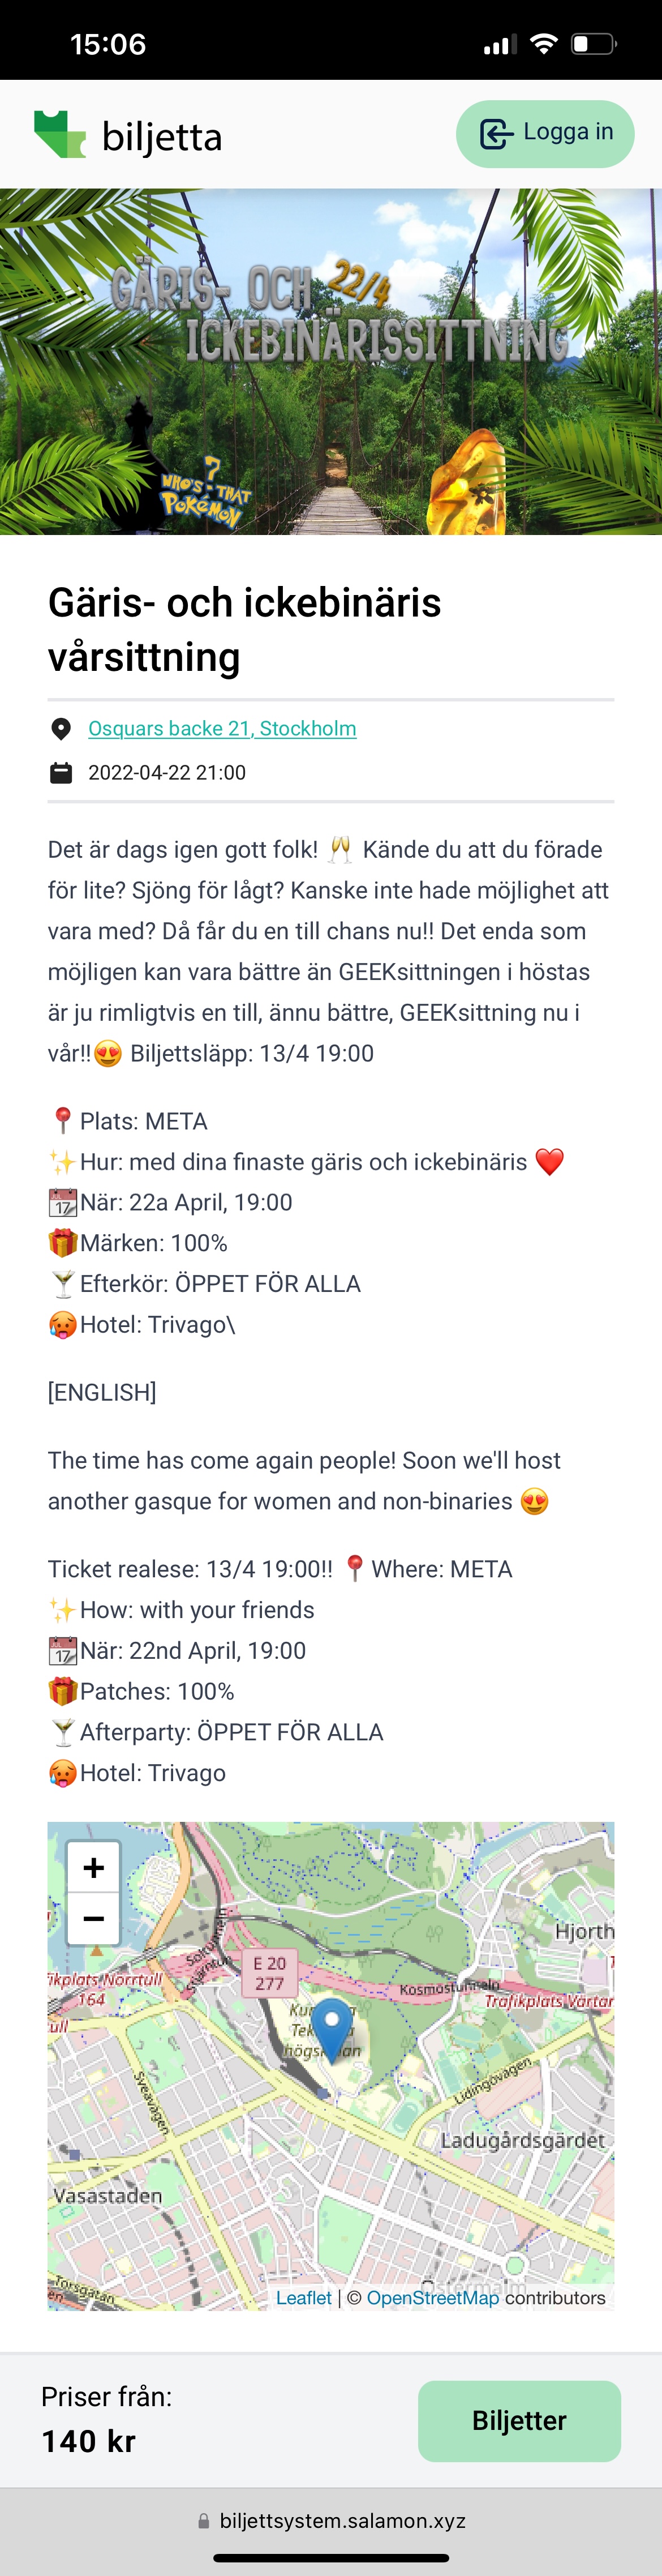 15:06
biljetta
Logga in
GÄRIS- OCH 22/4
ICKEBINÄRISSITTNING
?
WHO'S THAT
POKÉMON
Gäris- och ickebinäris
vårsittning
Osquars backe 21, Stockholm
2022-04-22 21:00
Det är dags igen gott folk! 🥂 Kände du att du förade
för lite? Sjöng för lågt? Kanske inte hade möjlighet att
vara med? Då får du en till chans nu!! Det enda som
möjligen kan vara bättre än GEEKsittningen i höstas
är ju rimligtvis en till, ännu bättre, GEEKsittning nu i
vår!!😍 Biljettsläpp: 13/4 19:00
📍Plats: META
✨Hur: med dina finaste gäris och ickebinäris ❤️
📆När: 22a April, 19:00
🎁Märken: 100%
🍸Efterkör: ÖPPET FÖR ALLA
🥵Hotel: Trivago\
[ENGLISH]
The time has come again people! Soon we'll host
another gasque for women and non-binaries 😍
Ticket realese: 13/4 19:00!! 📍Where: META
✨How: with your friends
📆När: 22nd April, 19:00
🎁Patches: 100%
🍸Afterparty: ÖPPET FÖR ALLA
🥵Hotel: Trivago
+
−
Hjorth
E 20
277
Kosmostunneln
fikplats Norrtull
164
Trafikplats Värtar
ull
högskolan
Sveavägen
Lidingövägen
Ladugårdsgärdet
Vasastaden
Torsgatan
en
Östermalm
Leaflet | © OpenStreetMap contributors
Priser från:
140 kr
Biljetter
biljettsystem.salamon.xyz